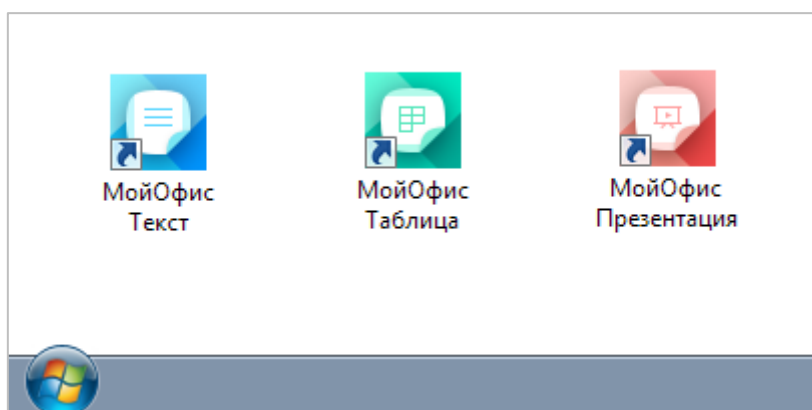 МойОфис
Текст
МойОфис
Таблица
МойОфис
Презентация